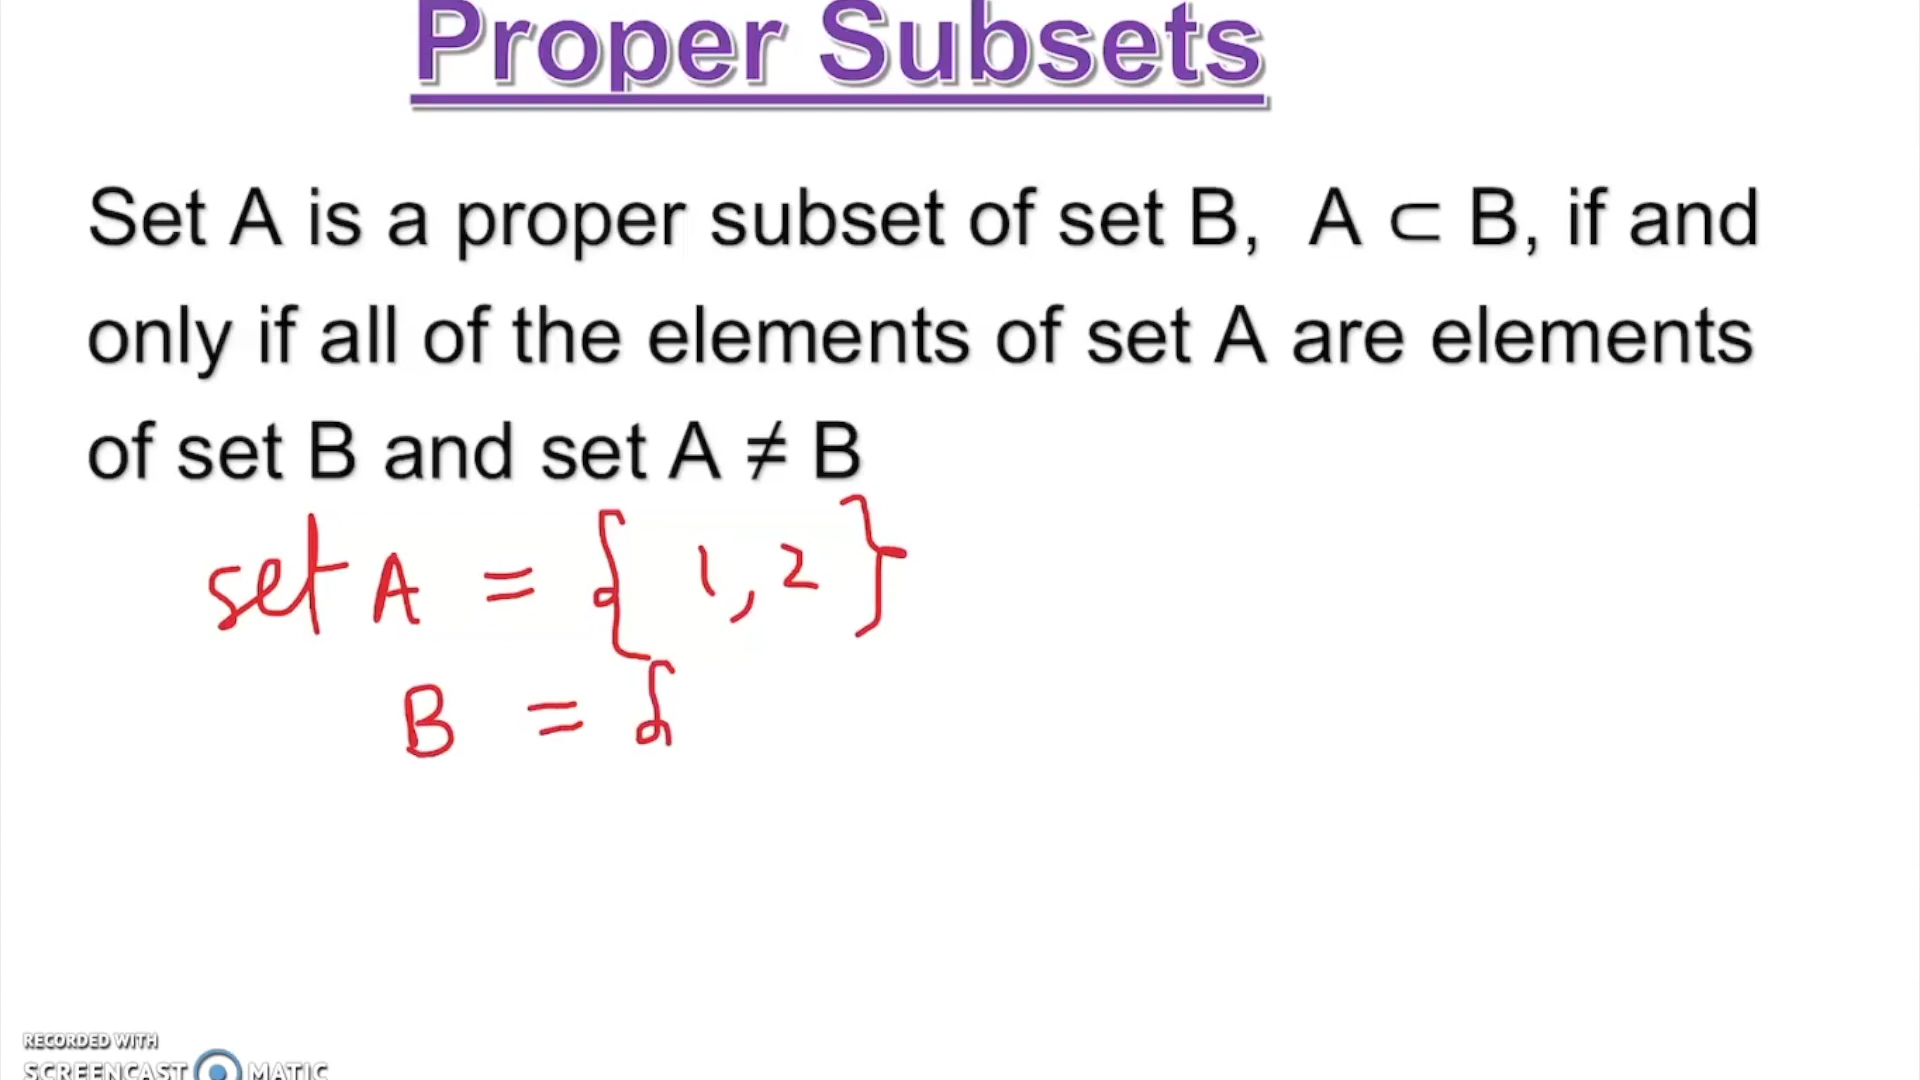 Proper Subsets
Set A is a proper subset of set B, A ⊂ B, if and
only if all of the elements of set A are elements
of set B and set A ≠ B
set A = { 1, 2 }
B = {
RECORDED WITH
SCREENCAST MATIC